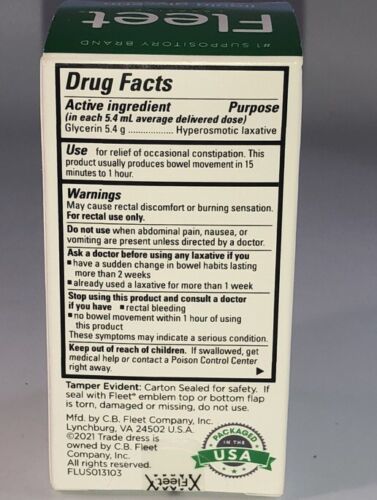 Fleet
#1 SUPPOSITORY BRAND
Drug Facts
Active ingredient Purpose
(in each 5.4 mL average delivered dose)
Glycerin 5.4 g .................. Hyperosmotic laxative
Use for relief of occasional constipation. This
product usually produces bowel movement in 15
minutes to 1 hour.
Warnings
May cause rectal discomfort or burning sensation.
For rectal use only.
Do not use when abdominal pain, nausea, or
vomiting are present unless directed by a doctor.
Ask a doctor before using any laxative if you
■ have a sudden change in bowel habits lasting
more than 2 weeks
■ already used a laxative for more than 1 week
Stop using this product and consult a doctor
if you have ■ rectal bleeding
■ no bowel movement within 1 hour of using
this product
These symptoms may indicate a serious condition.
Keep out of reach of children. If swallowed, get
medical help or contact a Poison Control Center
right away.
Tamper Evident: Carton Sealed for safety. If
seal with Fleet® emblem top or bottom flap
is torn, damaged or missing, do not use.
Mfd. by C.B. Fleet Company, Inc.
Lynchburg, VA 24502 U.S.A.
©2021 Trade dress is
owned by C.B. Fleet
Company, Inc.
All rights reserved.
FLUS013103
PACKAGED
IN THE
USA
Fleet